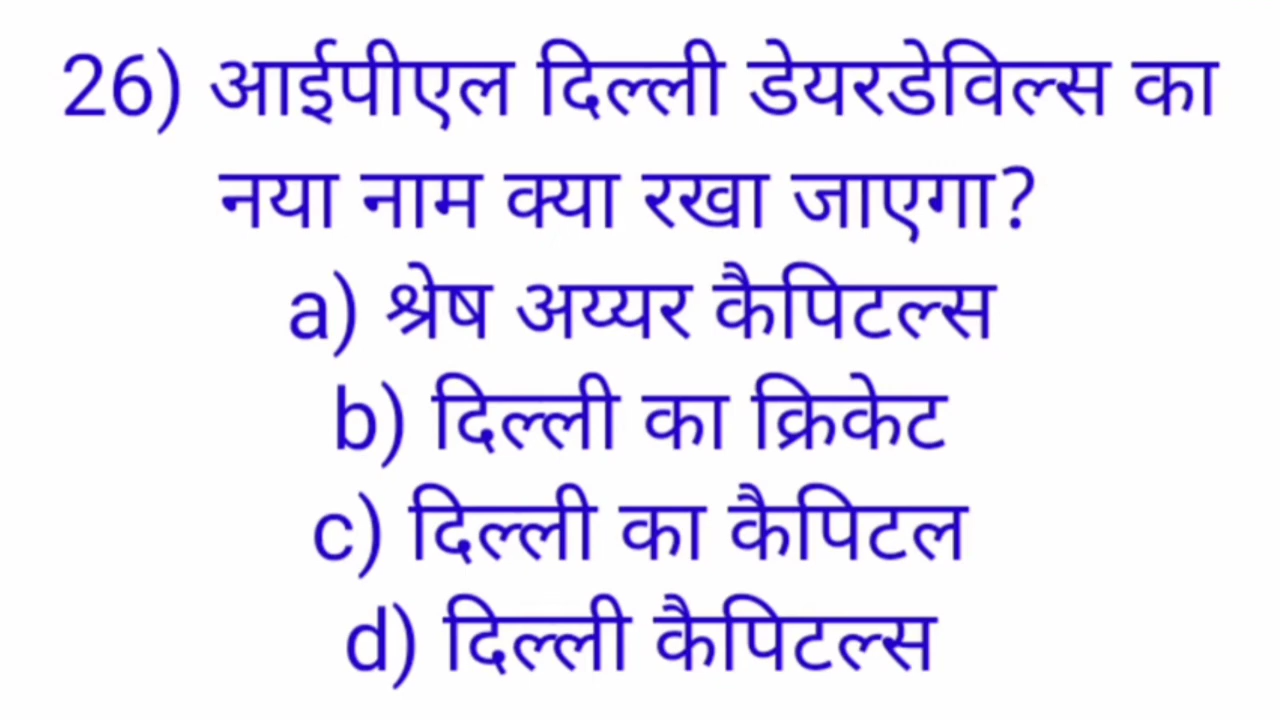 26) आईपीएल दिल्ली डेयरडेविल्स का
नया नाम क्या रखा जाएगा?
a) श्रेष अय्यर कैपिटल्स
b) दिल्ली का क्रिकेट
c) दिल्ली का कैपिटल
d) दिल्ली कैपिटल्स